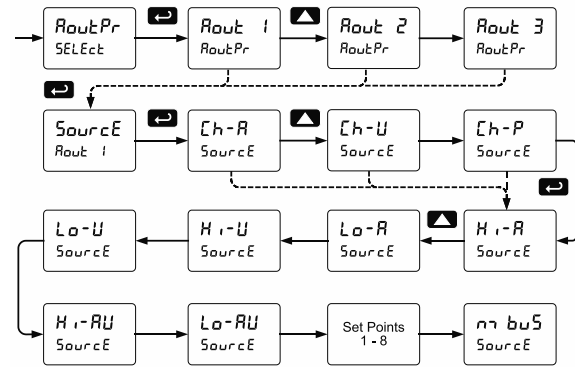 AoutPr
SELEct
Aout 1
AoutPr
Aout 2
AoutPr
Aout 3
AoutPr
SourcE
Aout 1
Ch-A
SourcE
Ch-U
SourcE
Ch-P
SourcE
Lo-U
SourcE
Hi-U
SourcE
Lo-A
SourcE
Hi-A
SourcE
Hi-AU
SourcE
Lo-AU
SourcE
Set Points
1 - 8
m buS
SourcE